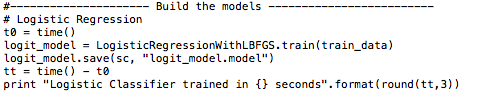 #-------------------- Build the models ------------------------
# Logistic Regression
t0 = time()
logit_model = LogisticRegressionWithLBFGS.train(train_data)
logit_model.save(sc, "logit_model.model")
tt = time() - t0
print "Logistic Classifier trained in {} seconds".format(round(tt,3))